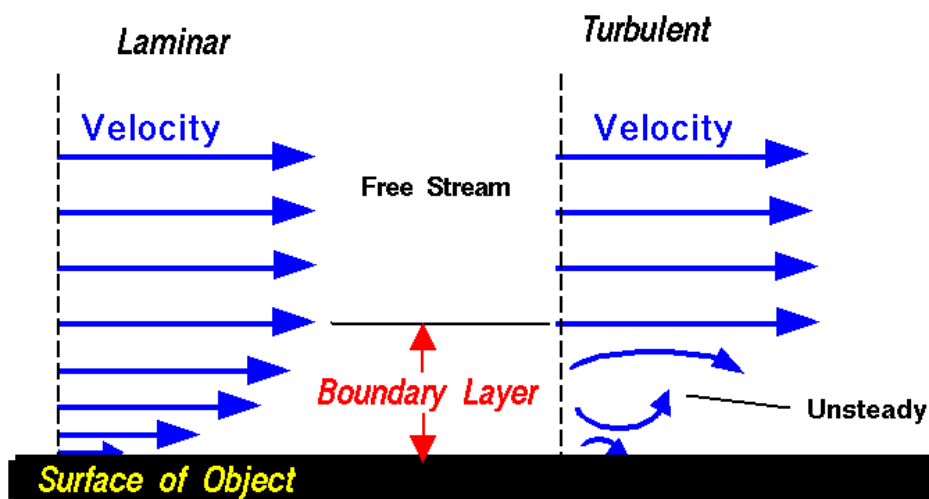 Laminar
Turbulent
Velocity
Velocity
Free Stream
Boundary Layer
Unsteady
Surface of Object